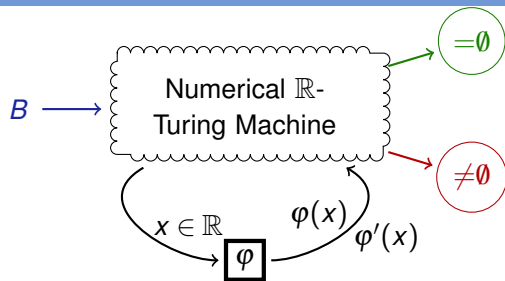 =∅
Numerical ℝ-
Turing Machine
B
≠∅
x ∈ ℝ
φ(x)
φ′(x)
φ